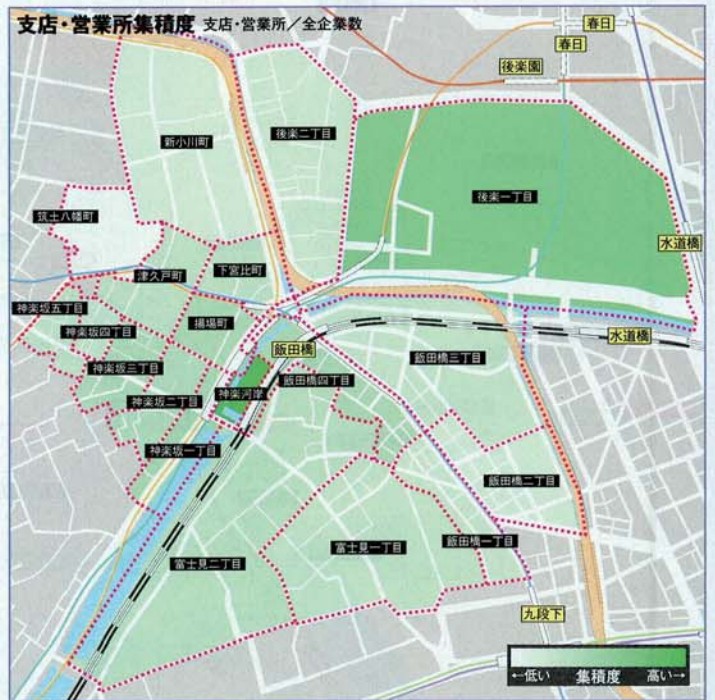 支店・営業所集積度 支店・営業所/全企業数
春日
春日
後楽園
後楽二丁目
新小川町
後楽一丁目
筑土八幡町
水道橋
下宮比町
津久戸町
神楽坂五丁目
揚場町
神楽坂四丁目
水道橋
飯田橋
飯田橋三丁目
神楽坂三丁目
飯田橋四丁目
神楽河岸
神楽坂二丁目
神楽坂一丁目
飯田橋二丁目
飯田橋一丁目
富士見一丁目
富士見二丁目
九段下
←低い 集積度 高い→